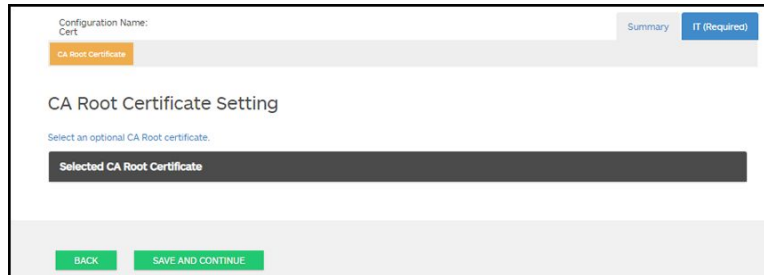 Configuration Name:
Cert
Summary
IT (Required)
CA Root Certificate
CA Root Certificate Setting
Select an optional CA Root certificate.
Selected CA Root Certificate
BACK
SAVE AND CONTINUE